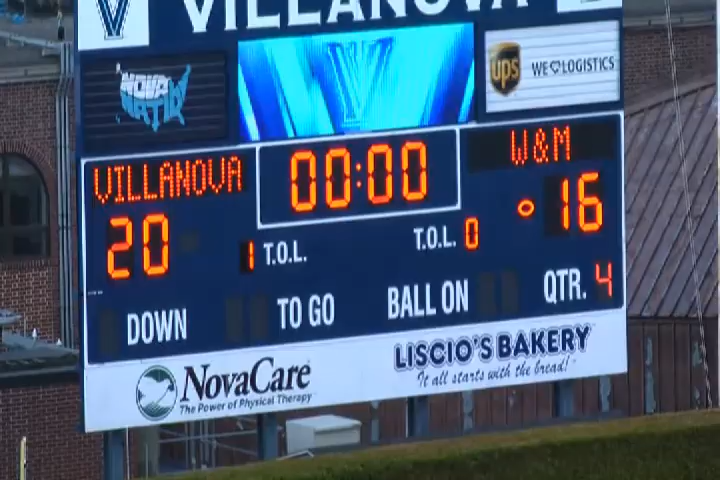 V VILLANOVA
NOVA NATION
V
ups WE ♡ LOGISTICS
VILLANOVA 00:00 W&M
20 1 T.O.L. T.O.L. 0 16
DOWN TO GO BALL ON QTR. 4
NovaCare
The Power of Physical Therapy
LISCIO'S BAKERY
It all starts with the bread!